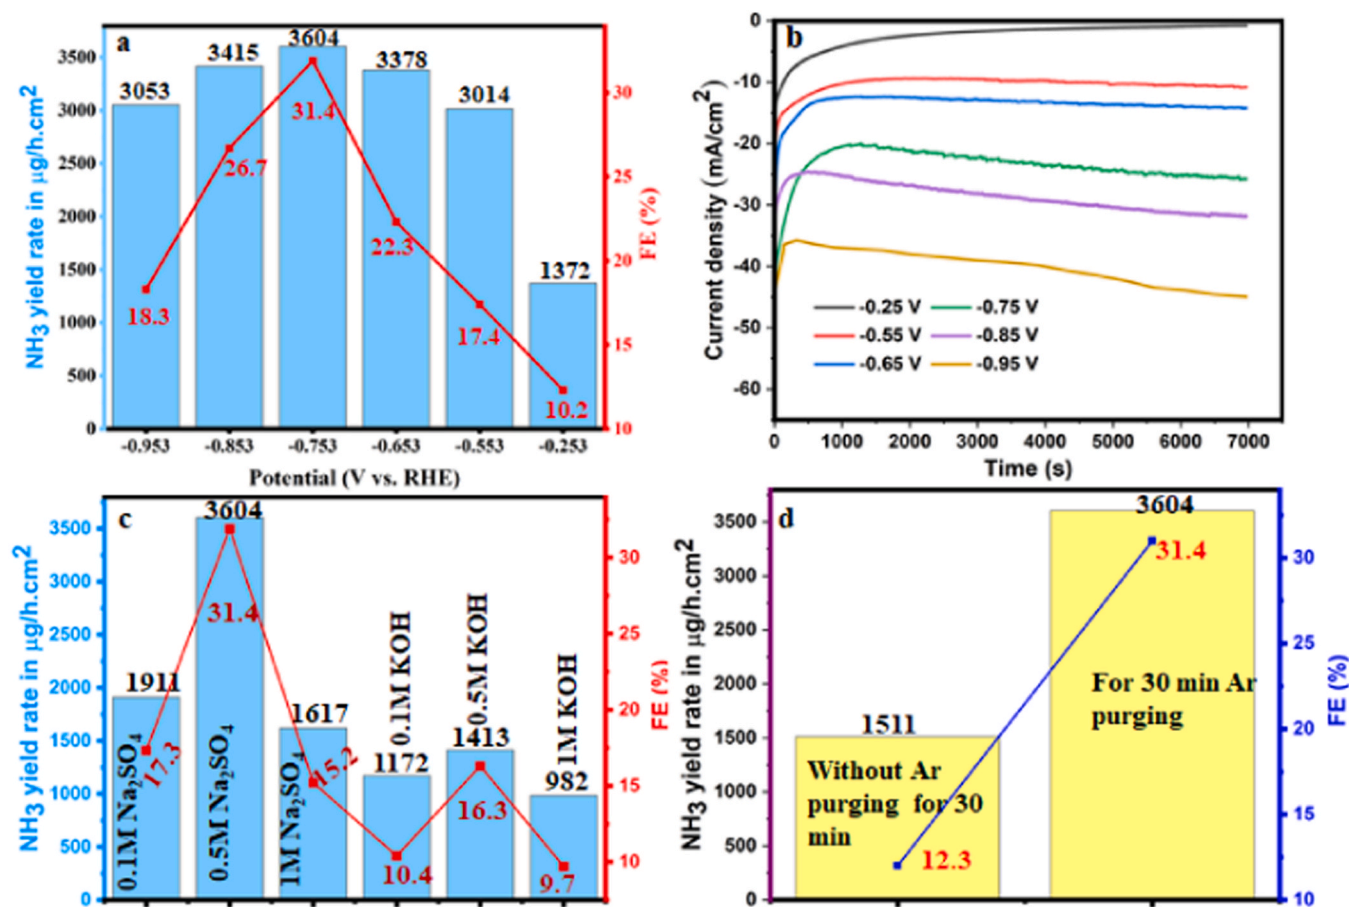 a
3053
3415
3604
3378
3014
1372
18.3
26.7
31.4
22.3
17.4
10.2
NH3 yield rate in μg/h.cm2
0
500
1000
1500
2000
2500
3000
3500
FE (%)
10
15
20
25
30
-0.953
-0.853
-0.753
-0.653
-0.553
-0.253
Potential (V vs. RHE)
b
Current density (mA/cm2)
0
-10
-20
-30
-40
-50
-60
-0.25 V
-0.75 V
-0.55 V
-0.85 V
-0.65 V
-0.95 V
0
1000
2000
3000
4000
5000
6000
7000
Time (s)
c
1911
3604
1617
1172
1413
982
17.3
31.4
15.2
10.4
16.3
9.7
0.1M Na2SO4
0.5M Na2SO4
1M Na2SO4
0.1M KOH
0.5M KOH
1M KOH
NH3 yield rate in μg/h.cm2
0
500
1000
1500
2000
2500
3000
3500
FE (%)
10
15
20
25
30
d
1511
3604
12.3
31.4
Without Ar
purging for 30
min
For 30 min Ar
purging
NH3 yield rate in μg/h.cm2
0
500
1000
1500
2000
2500
3000
3500
FE (%)
10
15
20
25
30